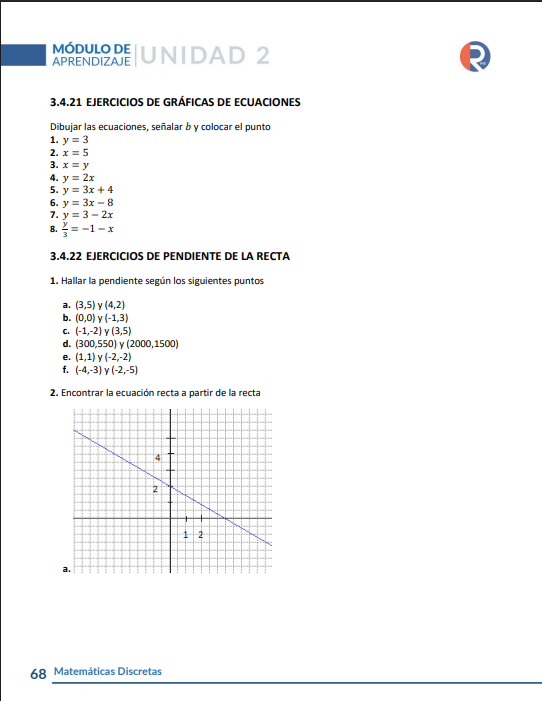 MÓDULO DE
APRENDIZAJE
UNIDAD 2
3.4.21 EJERCICIOS DE GRÁFICAS DE ECUACIONES
Dibujar las ecuaciones, señalar b y colocar el punto
1. y = 3
2. x = 5
3. x = y
4. y = 2x
5. y = 3x + 4
6. y = 3x − 8
7. y = 3 − 2x
8. y/3 = −1 − x
3.4.22 EJERCICIOS DE PENDIENTE DE LA RECTA
1. Hallar la pendiente según los siguientes puntos
a. (3,5) y (4,2)
b. (0,0) y (-1,3)
c. (-1,-2) y (3,5)
d. (300,550) y (2000,1500)
e. (1,1) y (-2,-2)
f. (-4,-3) y (-2,-5)
2. Encontrar la ecuación recta a partir de la recta
4
2
1 2
a.
68 Matemáticas Discretas